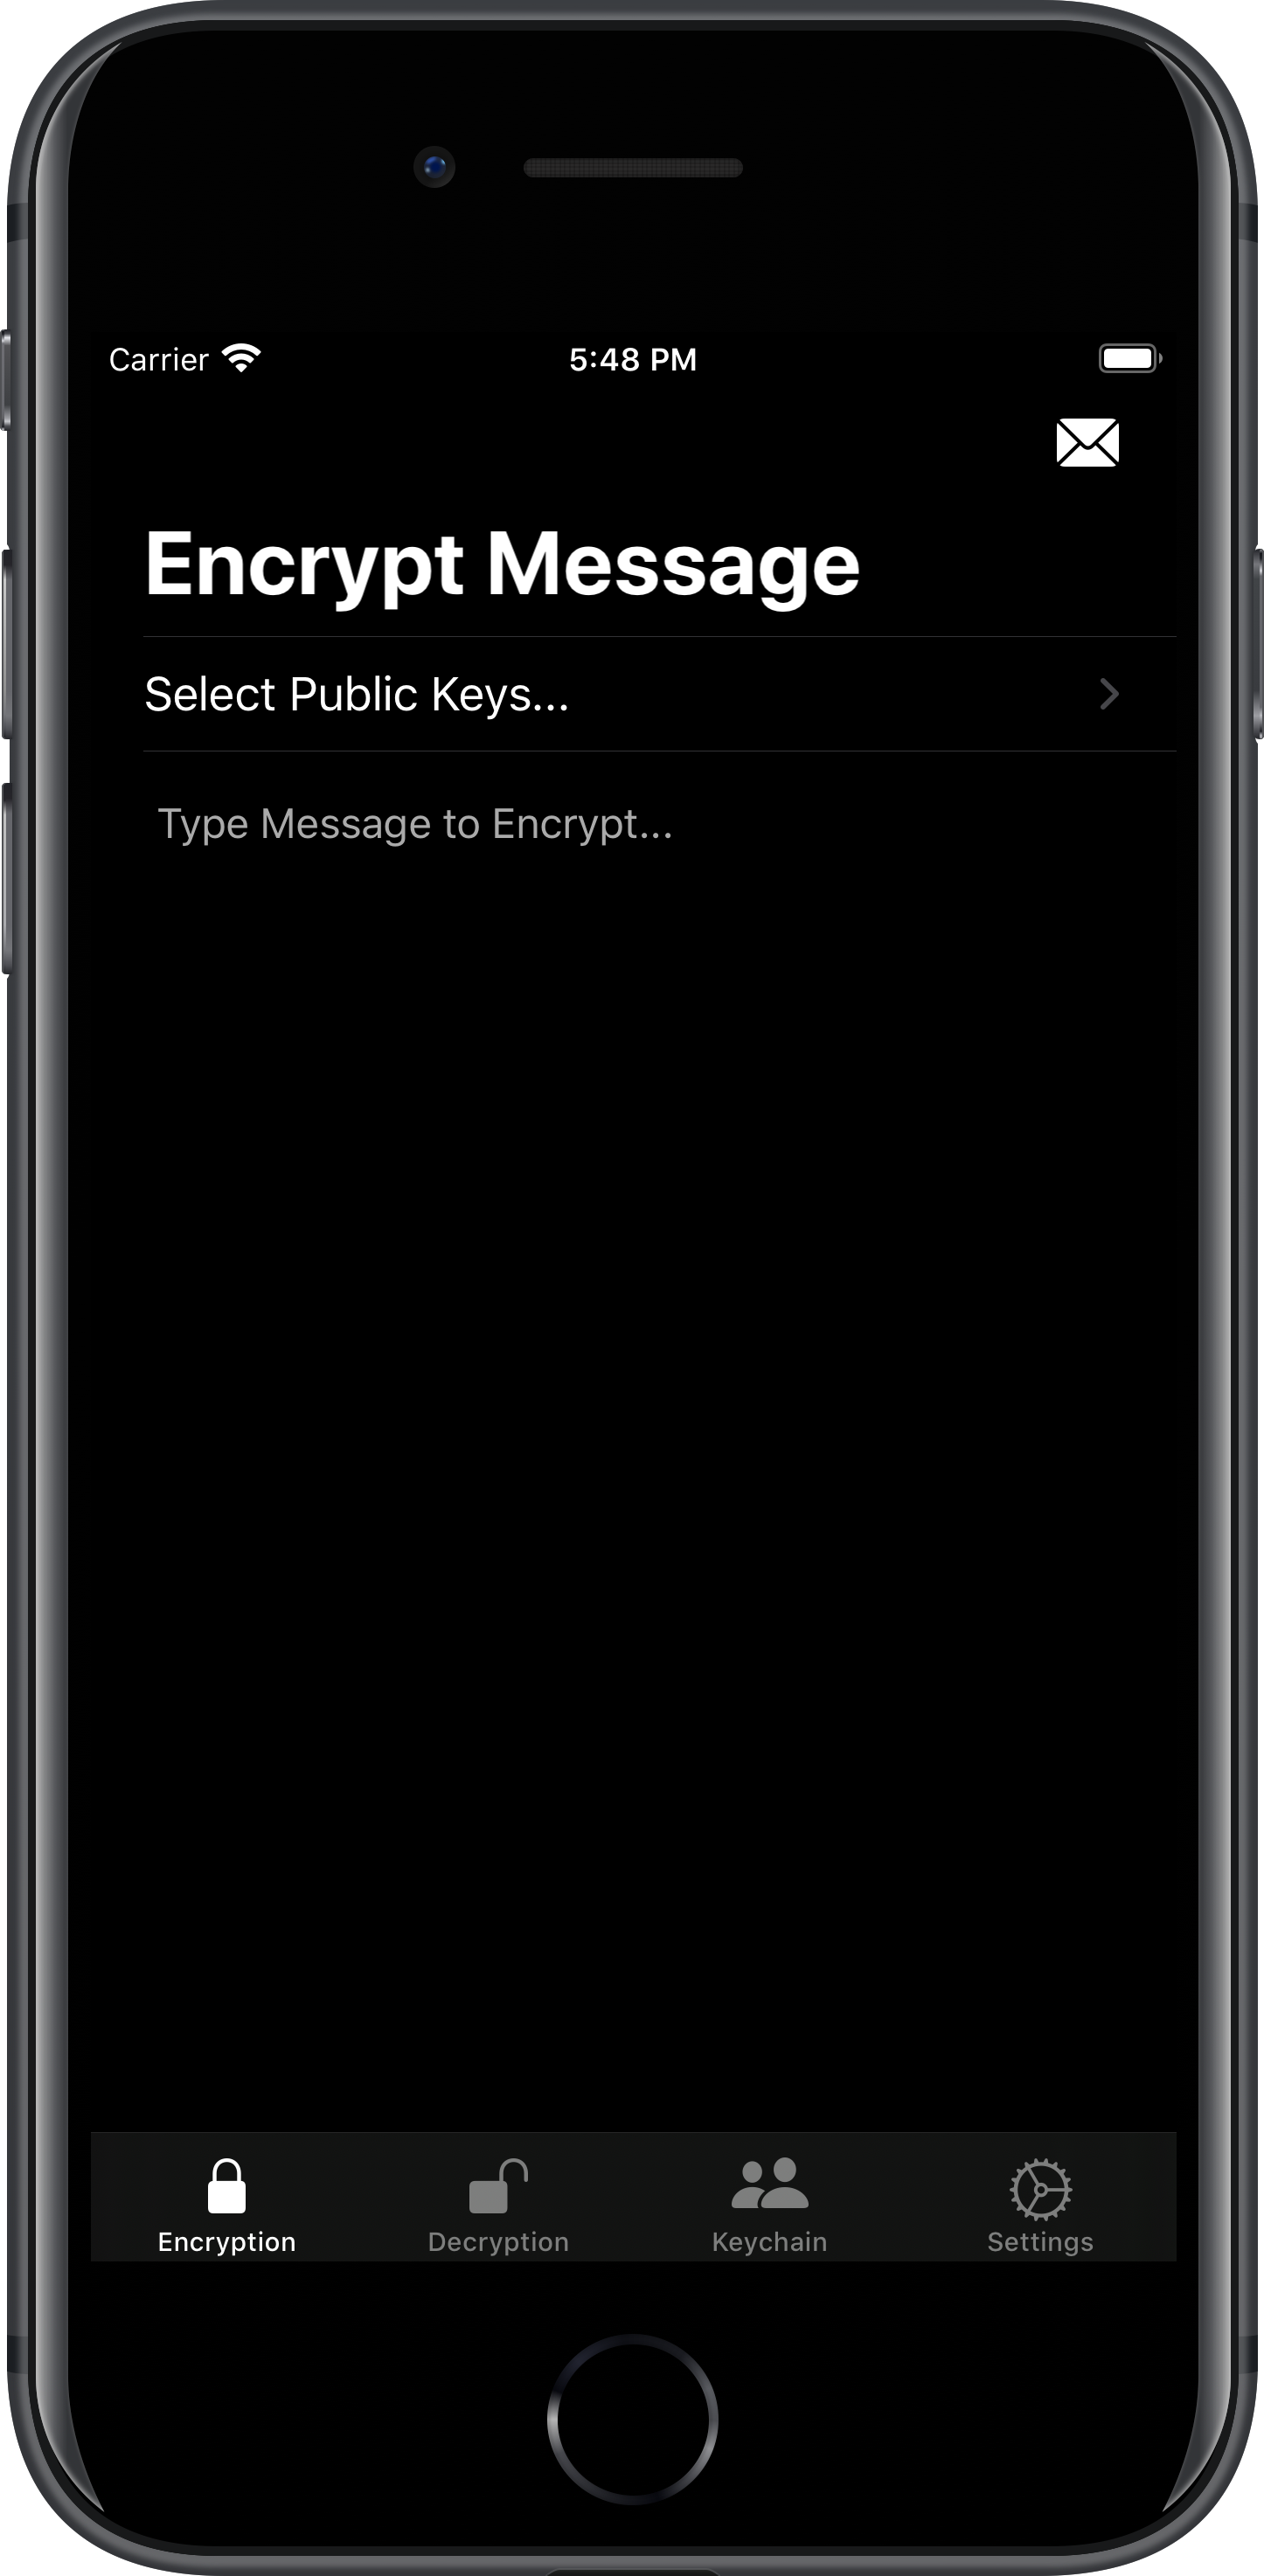 Carrier 5:48 PM
Encrypt Message
Select Public Keys...
Type Message to Encrypt...
Encryption Decryption Keychain Settings